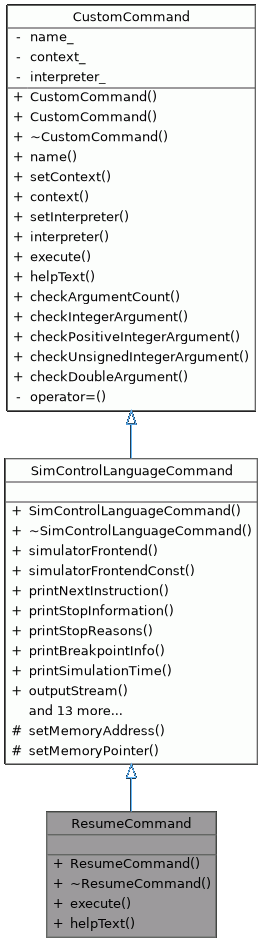 CustomCommand
- name_
- context_
- interpreter_
+ CustomCommand()
+ CustomCommand()
+ ~CustomCommand()
+ name()
+ setContext()
+ context()
+ setInterpreter()
+ interpreter()
+ execute()
+ helpText()
+ checkArgumentCount()
+ checkIntegerArgument()
+ checkPositiveIntegerArgument()
+ checkUnsignedIntegerArgument()
+ checkDoubleArgument()
- operator=()
SimControlLanguageCommand
+ SimControlLanguageCommand()
+ ~SimControlLanguageCommand()
+ simulatorFrontend()
+ simulatorFrontendConst()
+ printNextInstruction()
+ printStopInformation()
+ printStopReasons()
+ printBreakpointInfo()
+ printSimulationTime()
+ outputStream()
and 13 more...
# setMemoryAddress()
# setMemoryPointer()
ResumeCommand
+ ResumeCommand()
+ ~ResumeCommand()
+ execute()
+ helpText()